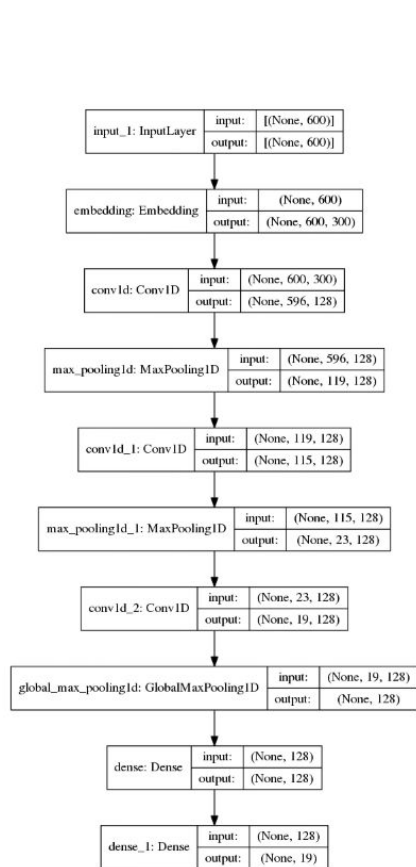 input_1: InputLayer input: [(None, 600)]
output: [(None, 600)]
embedding: Embedding input: (None, 600)
output: (None, 600, 300)
conv1d: Conv1D input: (None, 600, 300)
output: (None, 596, 128)
max_pooling1d: MaxPooling1D input: (None, 596, 128)
output: (None, 119, 128)
conv1d_1: Conv1D input: (None, 119, 128)
output: (None, 115, 128)
max_pooling1d_1: MaxPooling1D input: (None, 115, 128)
output: (None, 23, 128)
conv1d_2: Conv1D input: (None, 23, 128)
output: (None, 19, 128)
global_max_pooling1d: GlobalMaxPooling1D input: (None, 19, 128)
output: (None, 128)
dense: Dense input: (None, 128)
output: (None, 128)
dense_1: Dense input: (None, 128)
output: (None, 19)